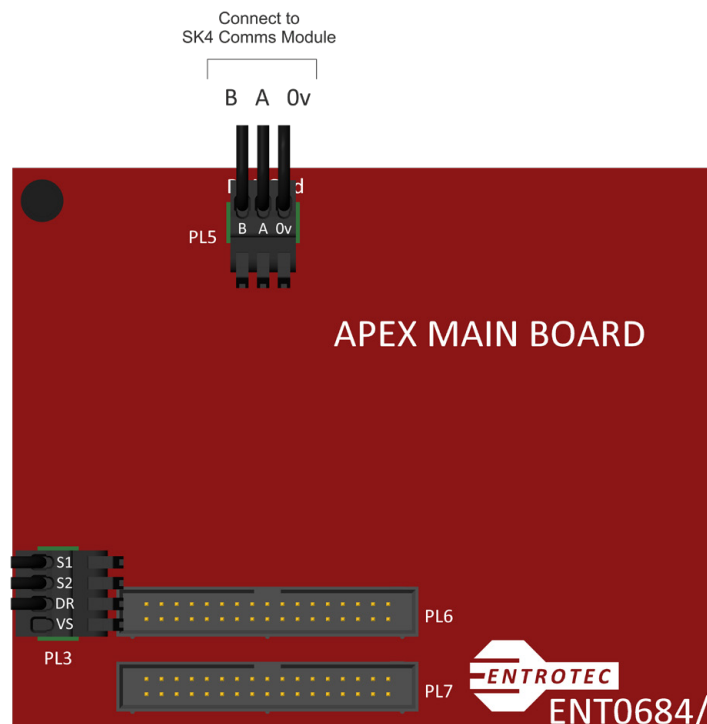 Connect to
SK4 Comms Module
B A 0v
PL5
B A 0v
APEX MAIN BOARD
S1
S2
DR
VS
PL3
PL6
PL7
ENTROTEC
ENT0684/